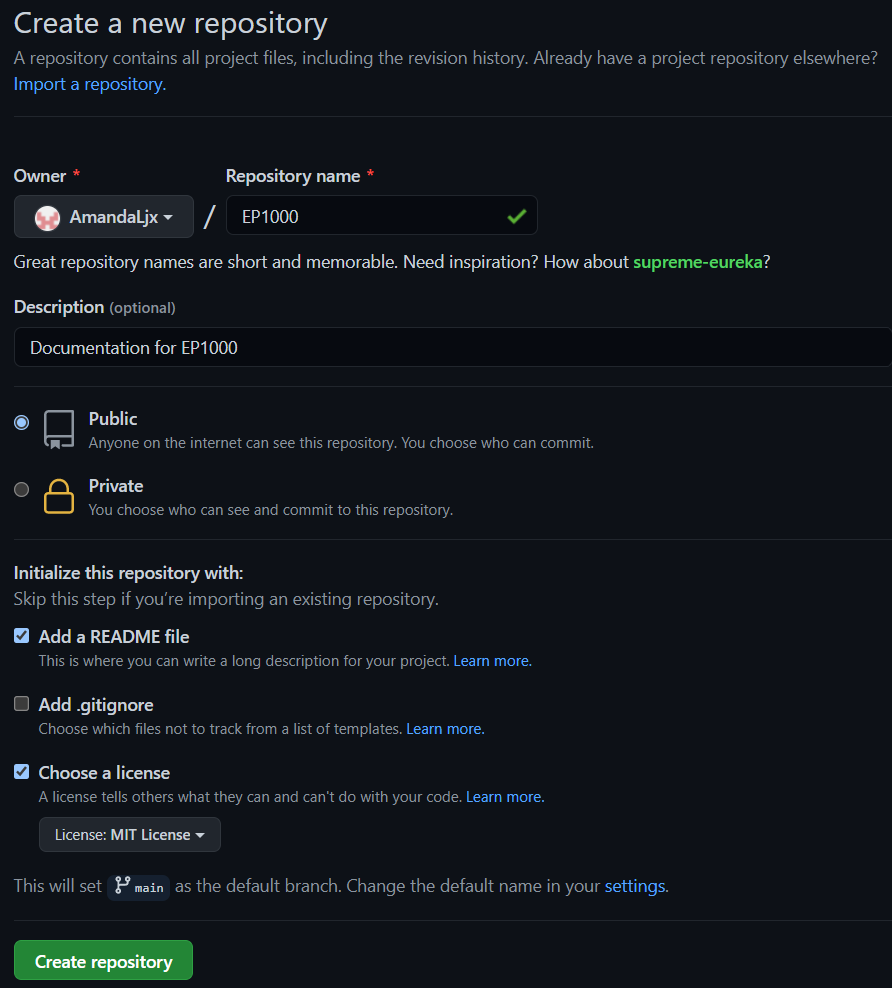 Create a new repository
A repository contains all project files, including the revision history. Already have a project repository elsewhere?
Import a repository.
Owner * Repository name *
AmandaLjx / EP1000
Great repository names are short and memorable. Need inspiration? How about supreme-eureka?
Description (optional)
Documentation for EP1000
Public
Anyone on the internet can see this repository. You choose who can commit.
Private
You choose who can see and commit to this repository.
Initialize this repository with:
Skip this step if you’re importing an existing repository.
Add a README file
This is where you can write a long description for your project. Learn more.
Add .gitignore
Choose which files not to track from a list of templates. Learn more.
Choose a license
A license tells others what they can and can't do with your code. Learn more.
License: MIT License
This will set main as the default branch. Change the default name in your settings.
Create repository